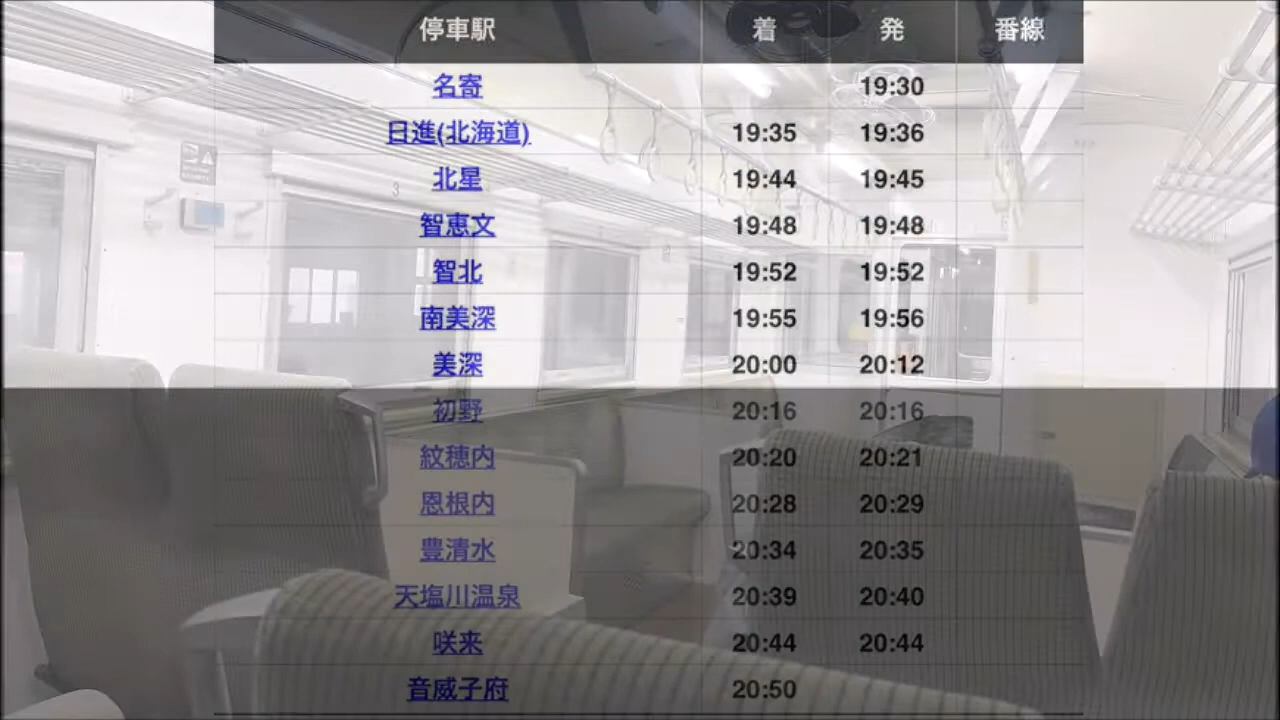 停車駅 着 発 番線
名寄 19:30
日進(北海道) 19:35 19:36
北星 19:44 19:45
智恵文 19:48 19:48
智北 19:52 19:52
南美深 19:55 19:56
美深 20:00 20:12
初野 20:16 20:16
紋穂内 20:20 20:21
恩根内 20:28 20:29
豊清水 20:34 20:35
天塩川温泉 20:39 20:40
咲来 20:44 20:44
音威子府 20:50
3